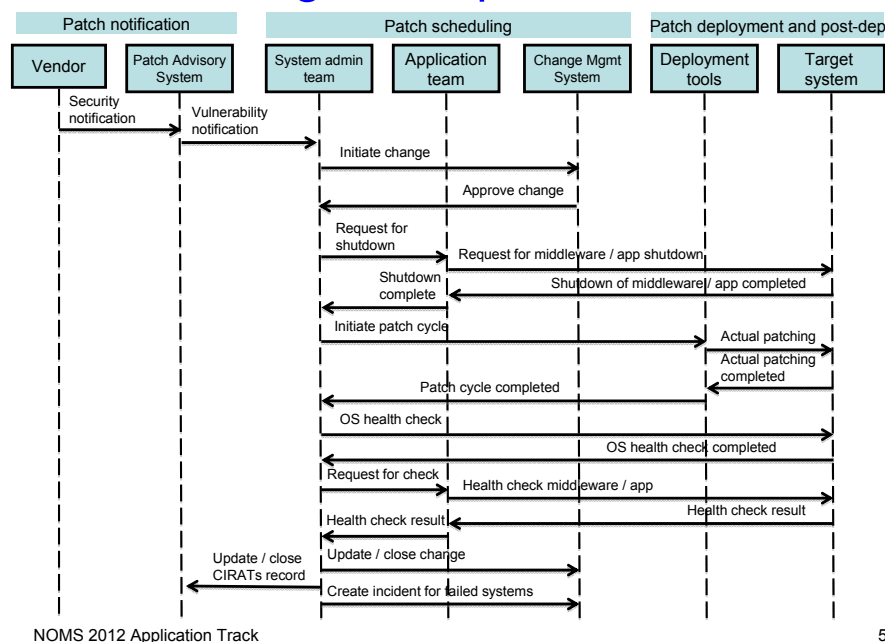 Patch notification
Patch scheduling
Patch deployment and post-dep
Vendor
Patch Advisory
System
System admin
team
Application
team
Change Mgmt
System
Deployment
tools
Target
system
Security
notification
Vulnerability
notification
Initiate change
Approve change
Request for
shutdown
Request for middleware / app shutdown
Shutdown
complete
Shutdown of middleware / app completed
Initiate patch cycle
Actual patching
Actual patching
completed
Patch cycle completed
OS health check
OS health check completed
Request for check
Health check middleware / app
Health check result
Health check result
Update / close change
Update / close
CIRATs record
Create incident for failed systems
NOMS 2012 Application Track
5